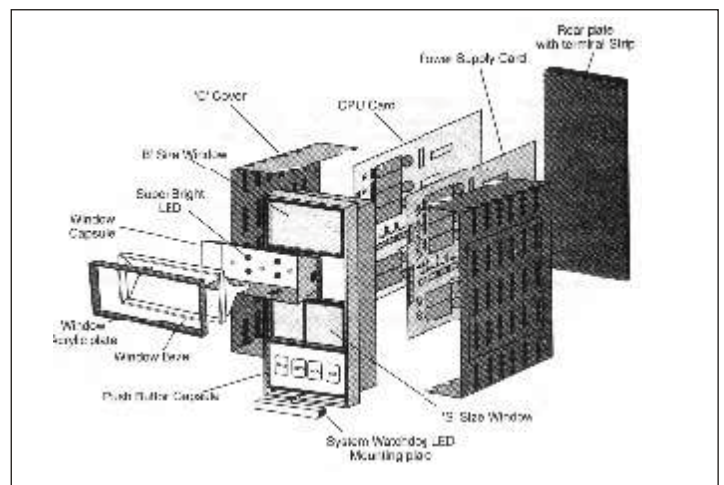 Rear plate
with terminal Strip
Power Supply Card
'C' Cover
CPU Card
'B' Size Window
Super Bright
LED
Window
Capsule
Window
Acrylic plate
Window Bezel
Push Button Capsule
'S' Size Window
System Watchdog LED
Mounting plate